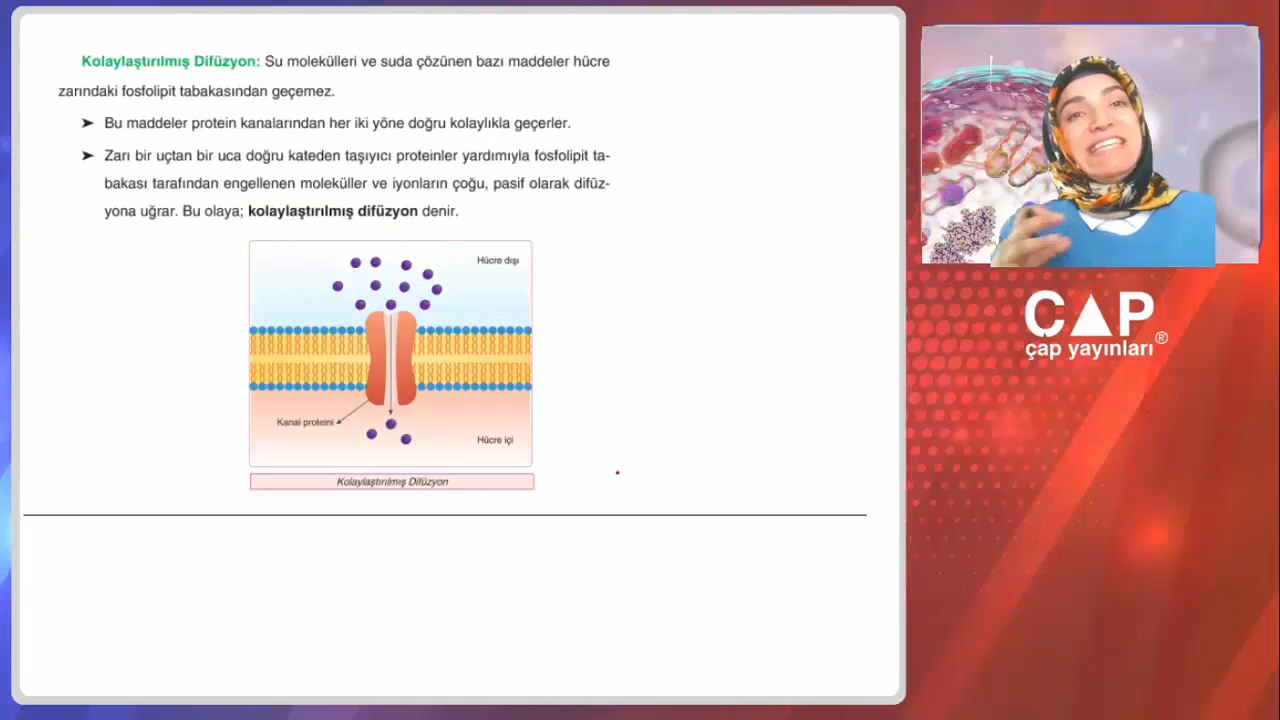 Kolaylaştırılmış Difüzyon: Su molekülleri ve suda çözünen bazı maddeler hücre
zarındaki fosfolipit tabakasından geçemez.
➤ Bu maddeler protein kanalarından her iki yöne doğru kolaylıkla geçerler.
➤ Zarı bir uçtan bir uca doğru kateden taşıyıcı proteinler yardımıyla fosfolipit ta-
bakası tarafından engellenen moleküller ve iyonların çoğu, pasif olarak difüz-
yona uğrar. Bu olaya; kolaylaştırılmış difüzyon denir.
Hücre dışı
Kanal proteini
Hücre içi
Kolaylaştırılmış Difüzyon
ÇAP
çap yayınları®